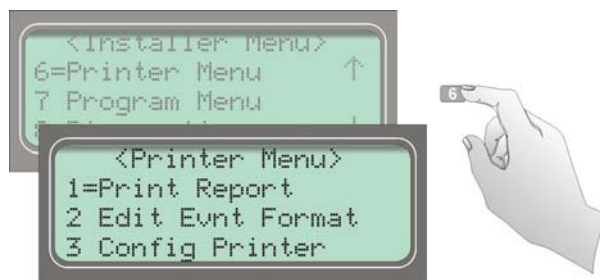 <Installer Menu>
6=Printer Menu ↑
7 Program Menu
<Printer Menu>
1=Print Report
2 Edit Evnt Format
3 Config Printer
6